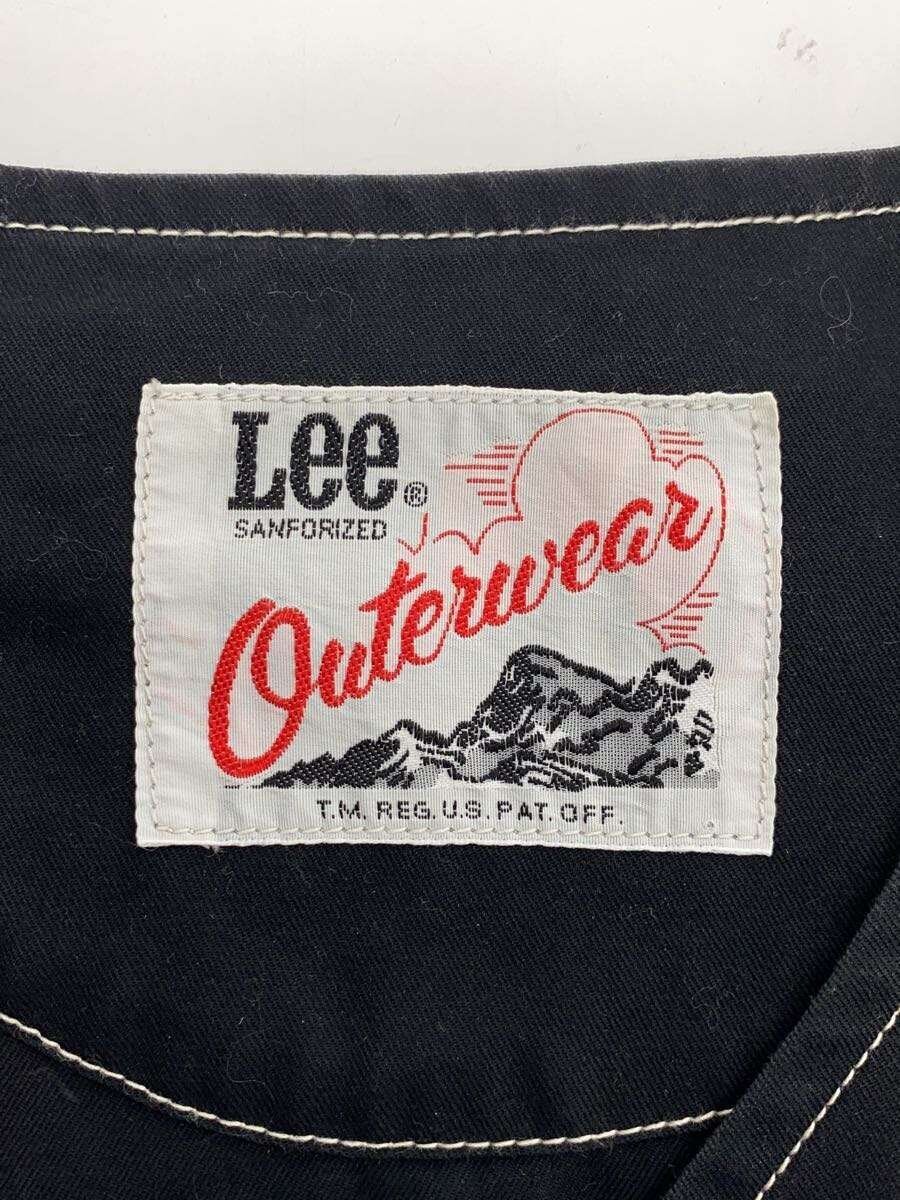 Lee®
SANFORIZED
Outerwear
T.M. REG. U.S. PAT. OFF.